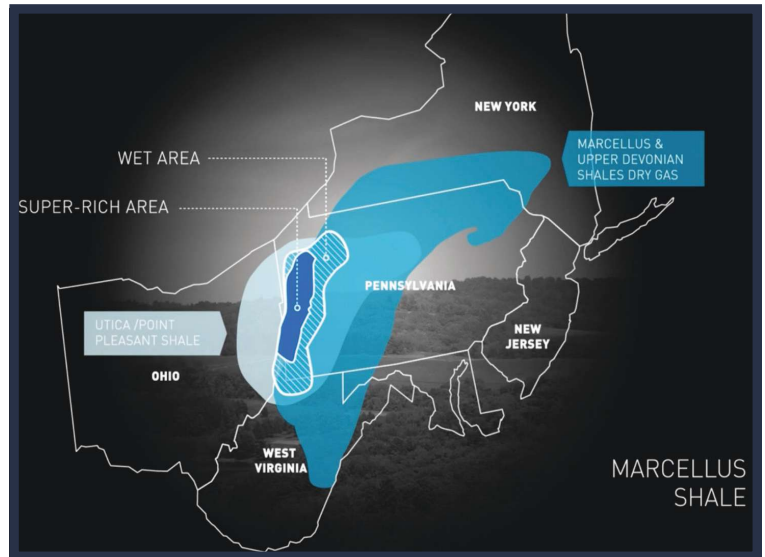 NEW YORK
MARCELLUS &
UPPER DEVONIAN
SHALES DRY GAS
WET AREA
SUPER-RICH AREA
PENNSYLVANIA
UTICA /POINT
PLEASANT SHALE
NEW
JERSEY
OHIO
WEST
VIRGINIA
MARCELLUS
SHALE